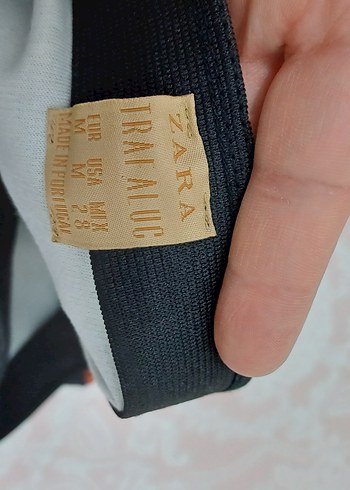 ZARA
TRAFALUC
EUR USA MEX
M M 28
MADE IN PORTUGAL